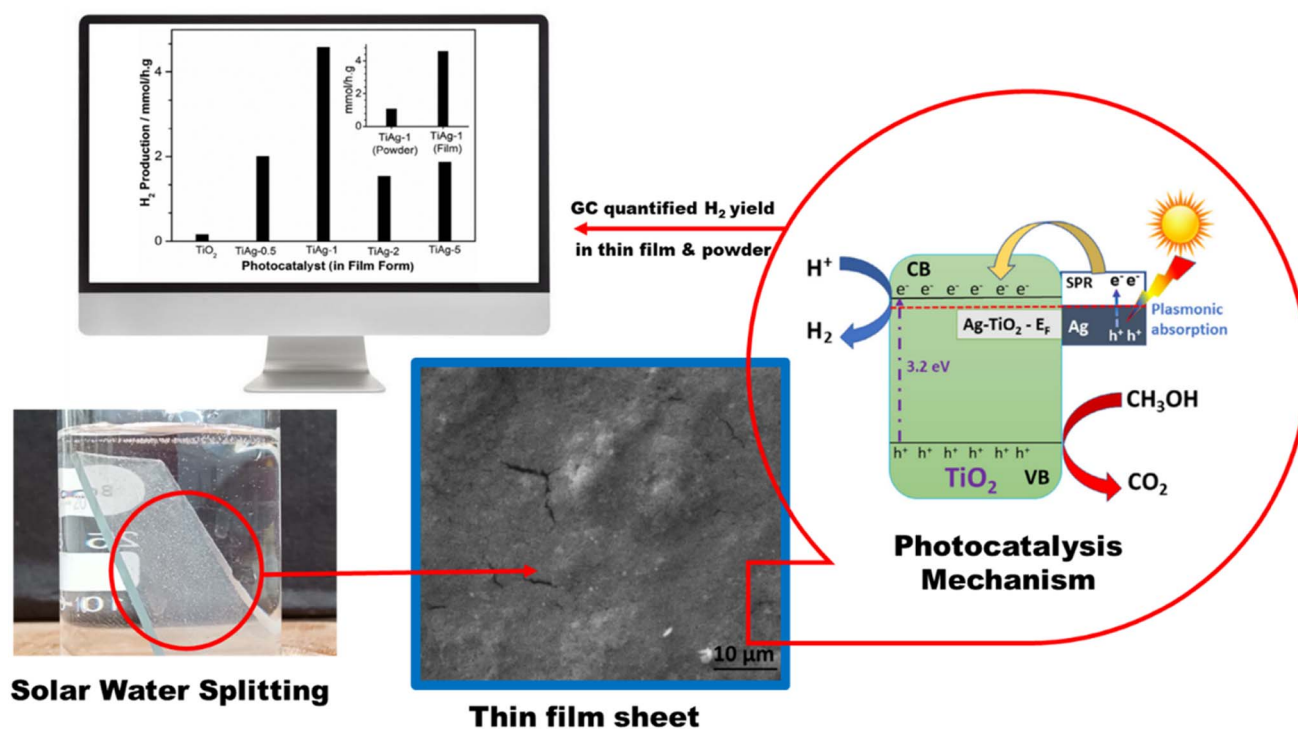 H₂ Production / mmol/h.g
4
2
0
TiO₂
TiAg-0.5
TiAg-1
TiAg-2
TiAg-5
Photocatalyst (in Film Form)
mmol/h.g
4
2
0
TiAg-1
(Powder)
TiAg-1
(Film)
GC quantified H₂ yield
in thin film & powder
H⁺
H₂
CB
e⁻ e⁻ e⁻ e⁻ e⁻ e⁻
SPR
e⁻ e⁻
Ag-TiO₂ - E_F
Ag
h⁺ h⁺
Plasmonic
absorption
3.2 eV
CH₃OH
h⁺ h⁺ h⁺ h⁺ h⁺ h⁺
TiO₂
VB
CO₂
Photocatalysis
Mechanism
10 µm
Solar Water Splitting
Thin film sheet